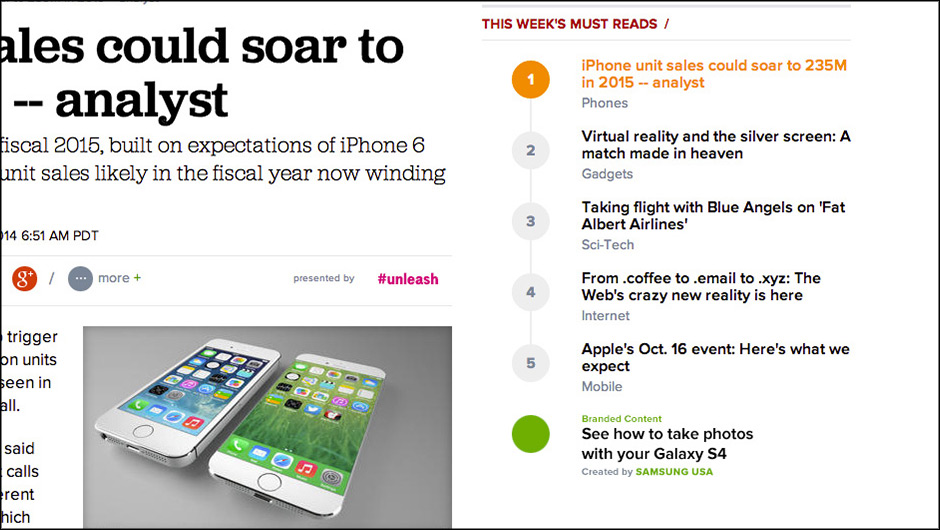 ales could soar to
-- analyst
fiscal 2015, built on expectations of iPhone 6
unit sales likely in the fiscal year now winding
014 6:51 AM PDT
g+ / ... more +
presented by #unleash
trigger
on units
seen in
all.
said
calls
erent
hich
THIS WEEK'S MUST READS /
1
iPhone unit sales could soar to 235M
in 2015 -- analyst
Phones
2
Virtual reality and the silver screen: A
match made in heaven
Gadgets
3
Taking flight with Blue Angels on 'Fat
Albert Airlines'
Sci-Tech
4
From .coffee to .email to .xyz: The
Web's crazy new reality is here
Internet
5
Apple's Oct. 16 event: Here's what we
expect
Mobile
Branded Content
See how to take photos
with your Galaxy S4
Created by SAMSUNG USA